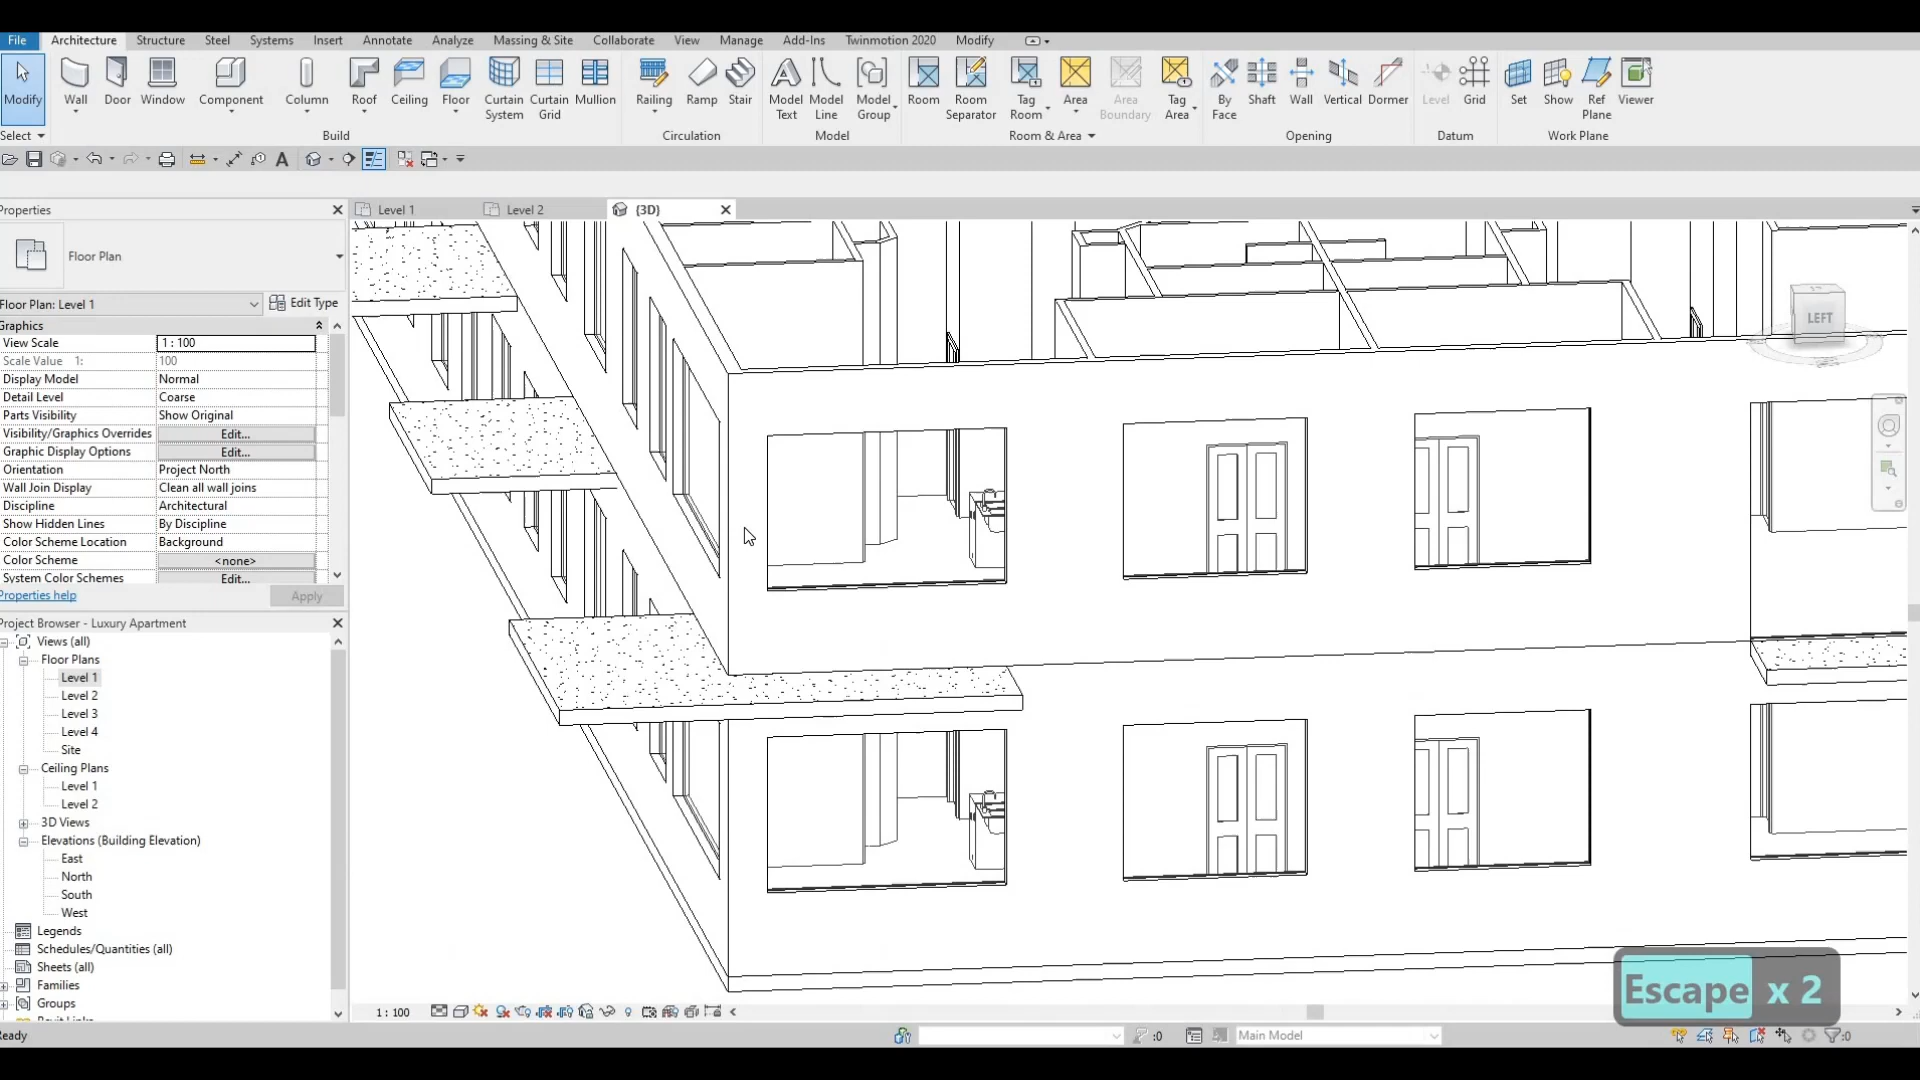 File Architecture Structure Steel Systems Insert Annotate Analyze Massing & Site Collaborate View Manage Add-Ins Twinmotion 2020 Modify
Modify Wall Door Window Component Column Roof Ceiling Floor Curtain System Curtain Grid Mullion Railing Ramp Stair Model Text Model Line Model Group Room Room Separator Tag Room Area Area Boundary Tag Area By Face Shaft Wall Vertical Dormer Level Grid Set Show Ref Plane Viewer
Select Build Circulation Model Room & Area Opening Datum Work Plane
Properties
Level 1 Level 2 (3D)
Floor Plan
Floor Plan: Level 1 Edit Type
Graphics
View Scale 1 : 100
Scale Value 1: 100
Display Model Normal
Detail Level Coarse
Parts Visibility Show Original
Visibility/Graphics Overrides Edit...
Graphic Display Options Edit...
Orientation Project North
Wall Join Display Clean all wall joins
Discipline Architectural
Show Hidden Lines By Discipline
Color Scheme Location Background
Color Scheme <none>
System Color Schemes Edit...
Properties help Apply
Project Browser - Luxury Apartment
Views (all)
Floor Plans
Level 1
Level 2
Level 3
Level 4
Site
Ceiling Plans
Level 1
Level 2
3D Views
Elevations (Building Elevation)
East
North
South
West
Legends
Schedules/Quantities (all)
Sheets (all)
Families
Groups
LEFT
Escape x 2
1 : 100
Ready :0 Main Model :0